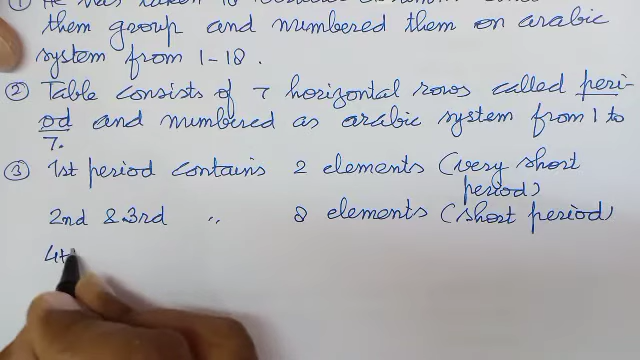 them group and numbered them on arabic
system from 1-18.
② Table consists of 7 horizontal rows called peri-
od and numbered as arabic system from 1 to
7.
③ 1st period contains 2 elements (very short
period)
2nd & 3rd ,, 8 elements (short period)
4t